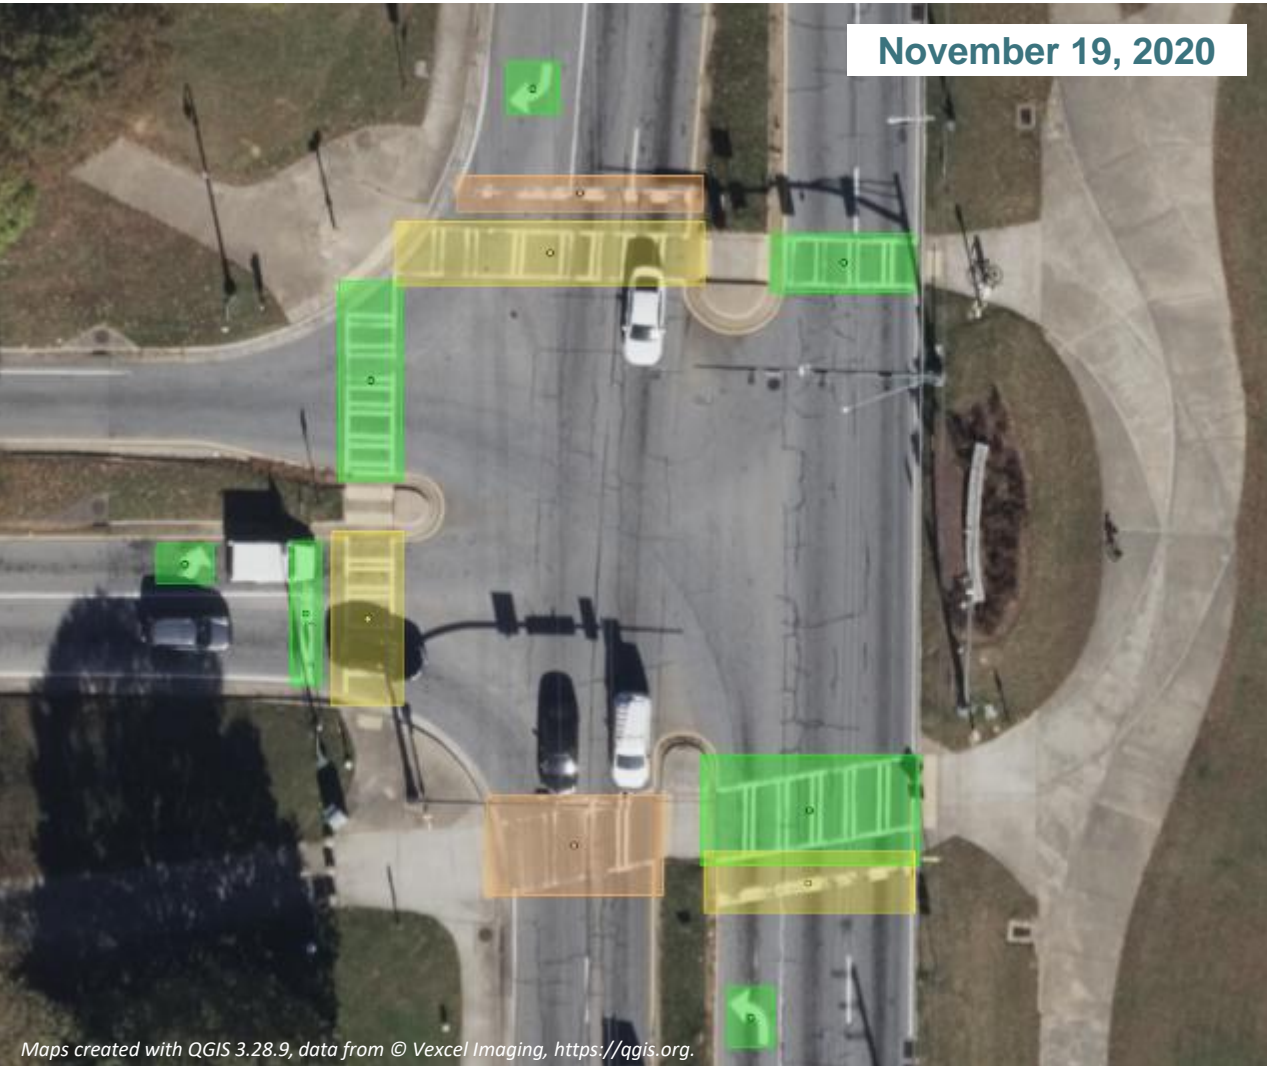 November 19, 2020
Maps created with QGIS 3.28.9, data from © Vexcel Imaging, https://qgis.org.